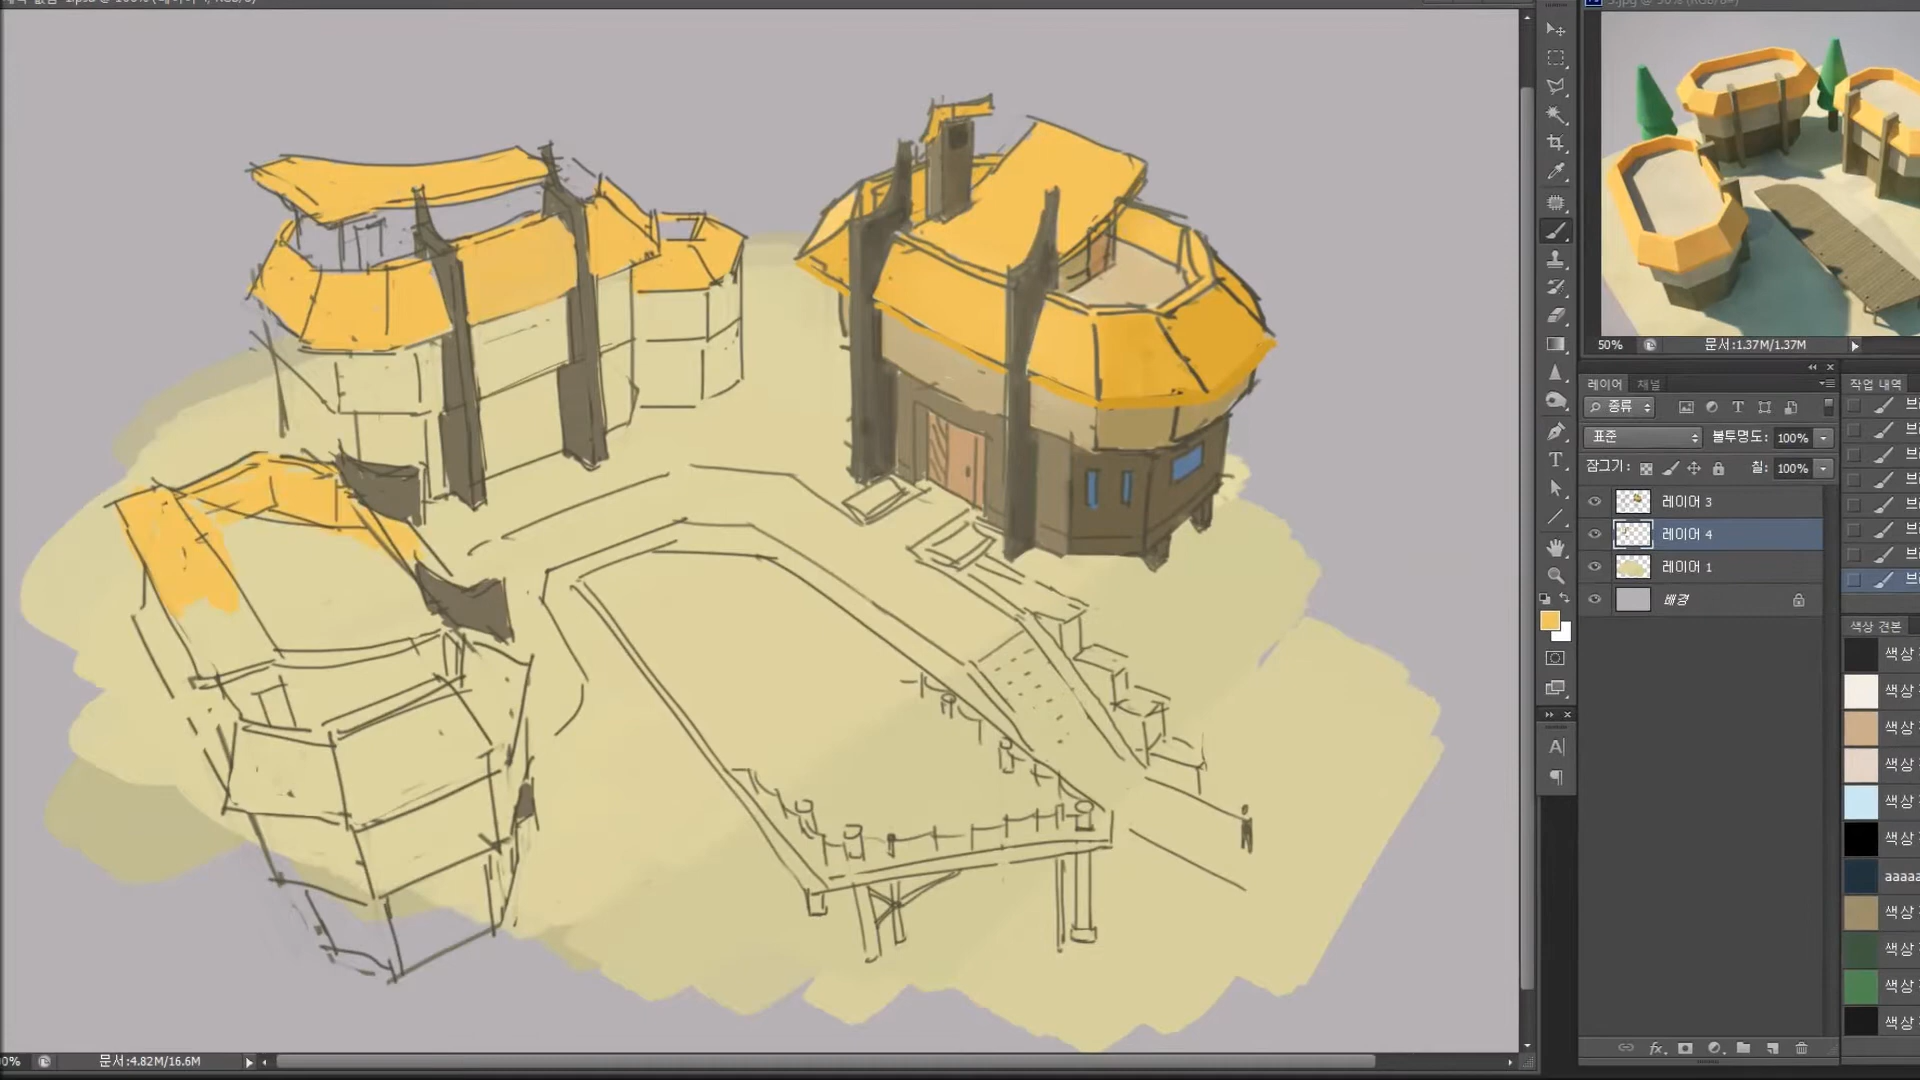 50%
문서:1.37M/1.37M
레이어
채널
작업 내역
종류
표준
불투명도: 100%
잠그기:
칠: 100%
레이어 3
레이어 4
레이어 1
배경
색상 견본
색상
색상
색상
색상
색상
색상
aaaaa
색상
색상
색상
색상
문서:4.82M/16.6M